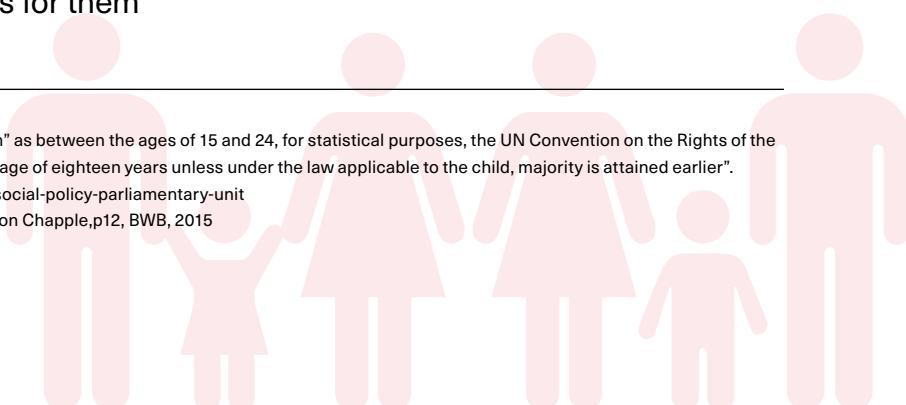 s for them
” as between the ages of 15 and 24, for statistical purposes, the UN Convention on the Rights of the
age of eighteen years unless under the law applicable to the child, majority is attained earlier”.
social-policy-parliamentary-unit
on Chapple,p12, BWB, 2015